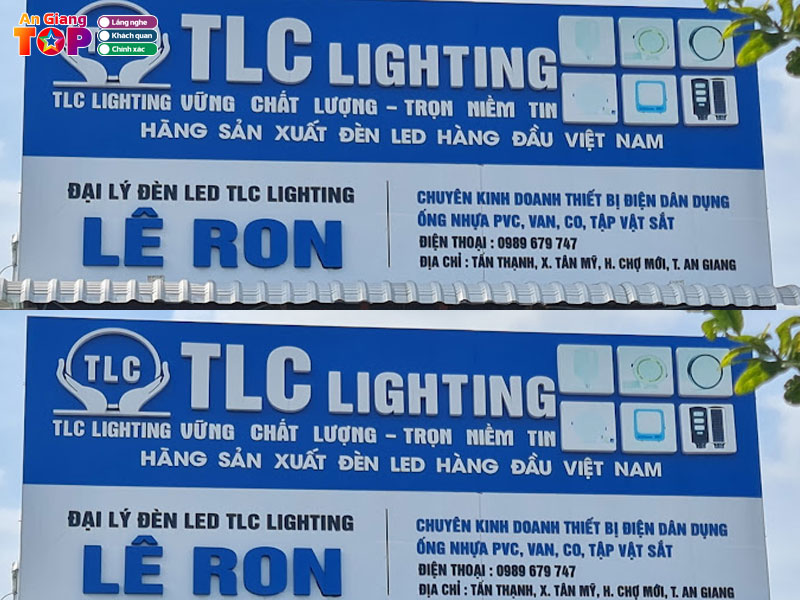 An Giang
TOP
Lắng nghe
Khách quan
Chính xác
TLC LIGHTING
TLC LIGHTING VỮNG CHẤT LƯỢNG - TRỌN NIỀM TIN
HÃNG SẢN XUẤT ĐÈN LED HÀNG ĐẦU VIỆT NAM
ĐẠI LÝ ĐÈN LED TLC LIGHTING
LÊ RON
CHUYÊN KINH DOANH THIẾT BỊ ĐIỆN DÂN DỤNG
ỐNG NHỰA PVC, VAN, CO, TẬP VẬT SẮT
ĐIỆN THOẠI : 0989 679 747
ĐỊA CHỈ : TẤN THẠNH, X. TÂN MỸ, H. CHỢ MỚI, T. AN GIANG
TLC
TLC LIGHTING
TLC LIGHTING VỮNG CHẤT LƯỢNG - TRỌN NIỀM TIN
HÃNG SẢN XUẤT ĐÈN LED HÀNG ĐẦU VIỆT NAM
ĐẠI LÝ ĐÈN LED TLC LIGHTING
LÊ RON
CHUYÊN KINH DOANH THIẾT BỊ ĐIỆN DÂN DỤNG
ỐNG NHỰA PVC, VAN, CO, TẬP VẬT SẮT
ĐIỆN THOẠI : 0989 679 747
ĐỊA CHỈ : TẤN THẠNH, X. TÂN MỸ, H. CHỢ MỚI, T. AN GIANG